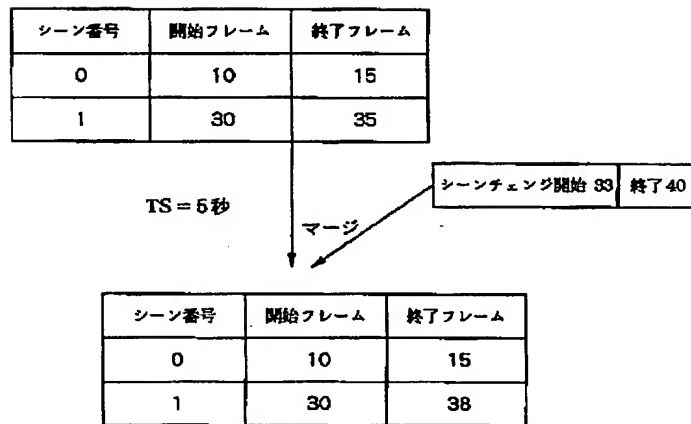 シーン番号 開始フレーム 終了フレーム
0 10 15
1 30 35
シーンチェンジ開始 33 終了40
TS=5秒
マージ
シーン番号 開始フレーム 終了フレーム
0 10 15
1 30 38